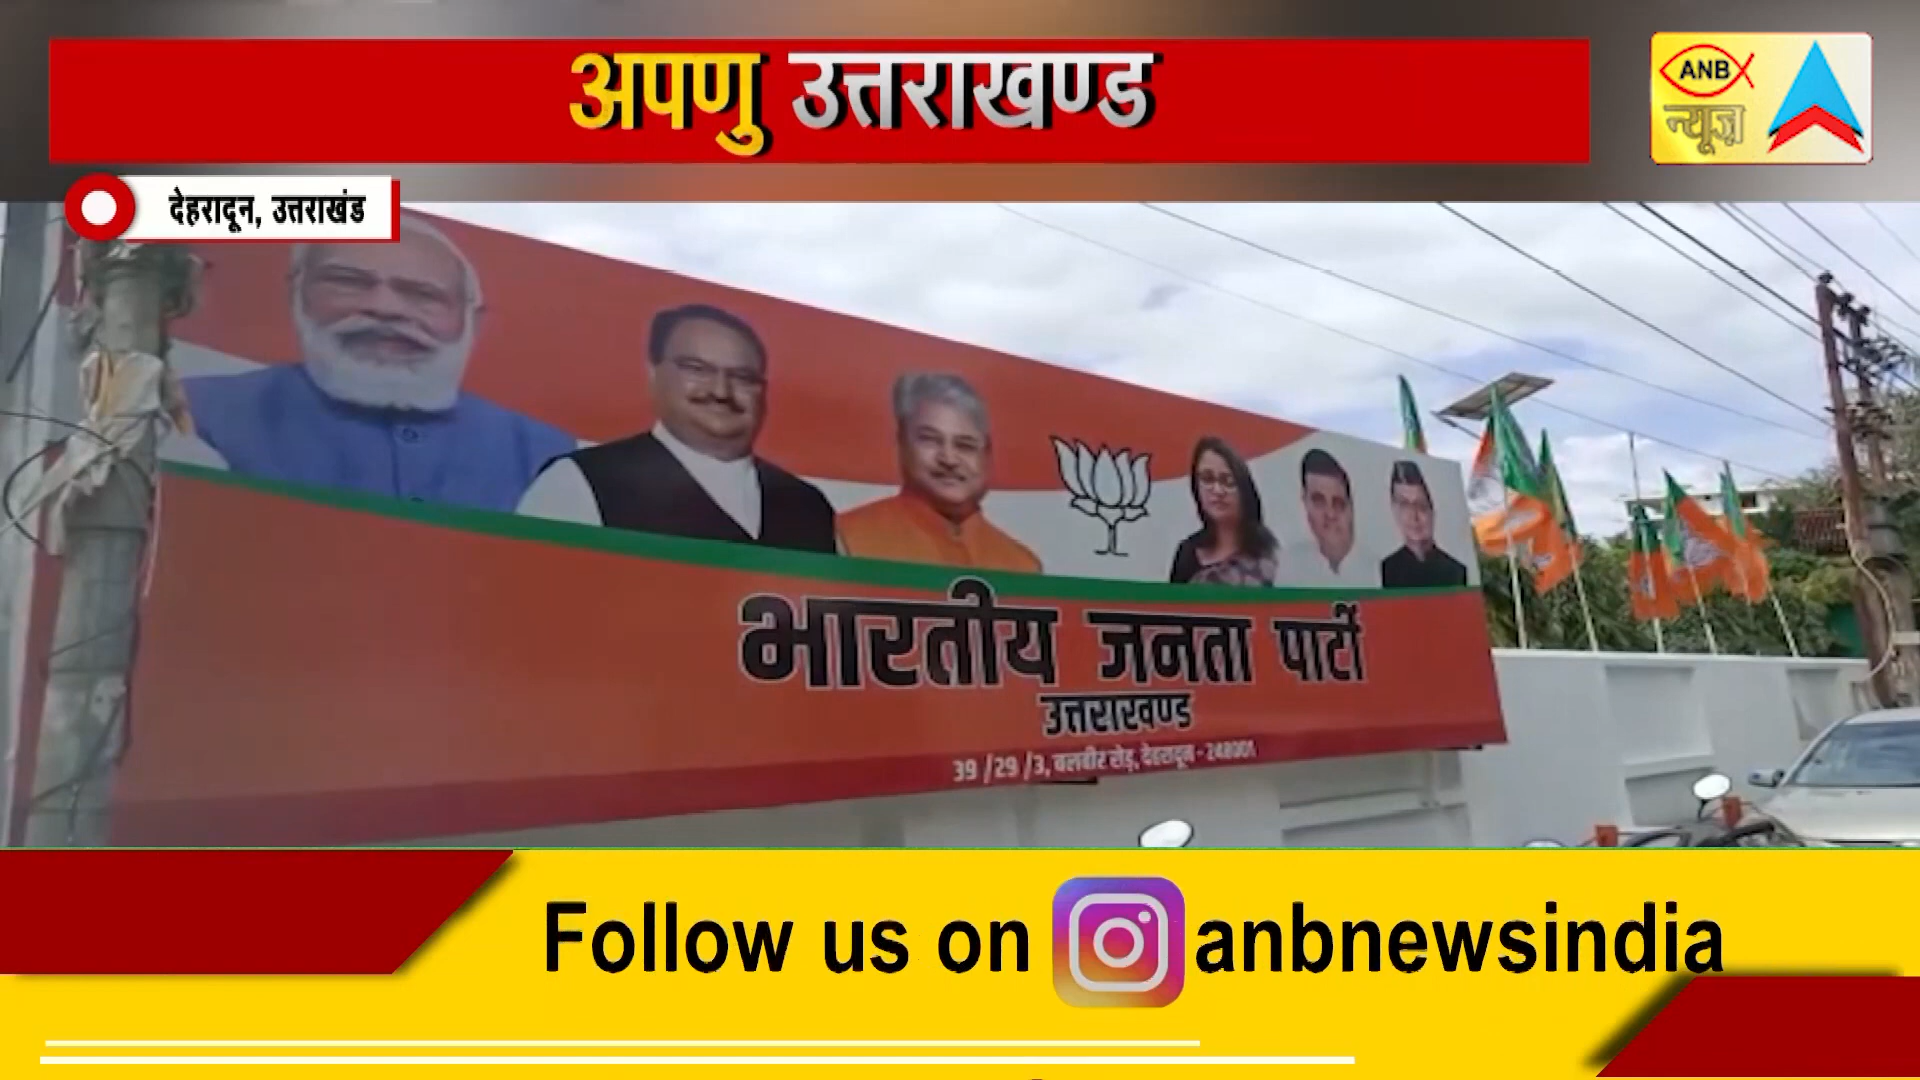 अपणु उत्तराखण्ड
ANB
न्यूज़
देहरादून, उत्तराखंड
भारतीय जनता पार्टी
उत्तराखण्ड
39 /29 /3, बलबीर रोड़, देहरादून - 248001
Follow us on anbnewsindia